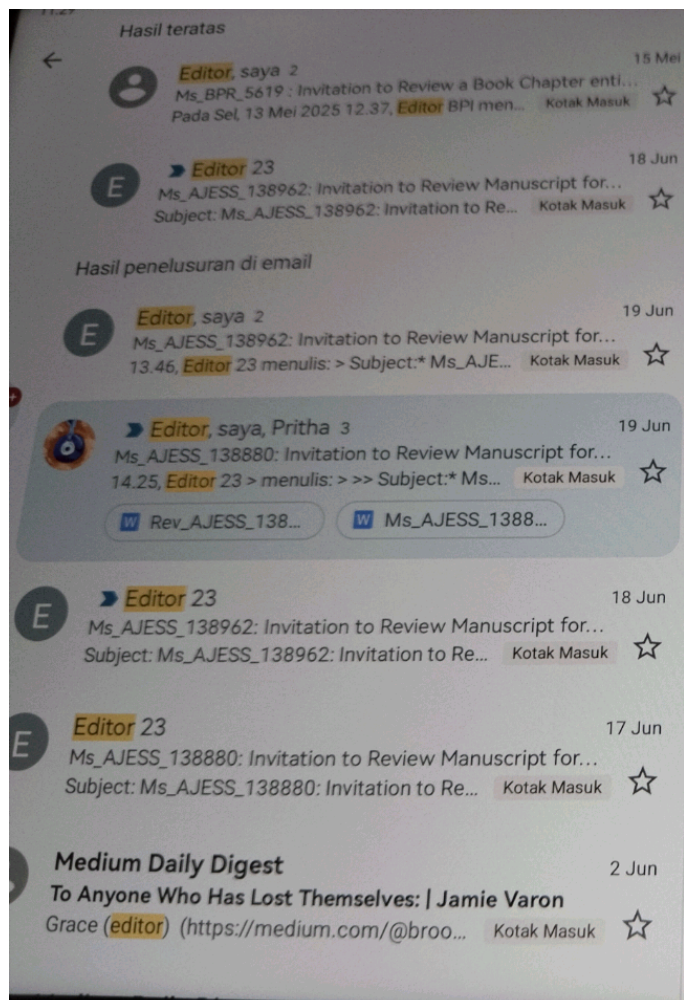 Hasil teratas
Editor, saya 2
15 Mei
Ms_BPR_5619 : Invitation to Review a Book Chapter enti...
Pada Sel, 13 Mei 2025 12.37, Editor BPI men... Kotak Masuk
E
Editor 23
18 Jun
Ms_AJESS_138962: Invitation to Review Manuscript for...
Subject: Ms_AJESS_138962: Invitation to Re... Kotak Masuk
Hasil penelusuran di email
E
Editor, saya 2
19 Jun
Ms_AJESS_138962: Invitation to Review Manuscript for...
13.46, Editor 23 menulis: > Subject:* Ms_AJE... Kotak Masuk
Editor, saya, Pritha 3
19 Jun
Ms_AJESS_138880: Invitation to Review Manuscript for...
14.25, Editor 23 > menulis: > >> Subject:* Ms... Kotak Masuk
W Rev_AJESS_138... W Ms_AJESS_1388...
E
Editor 23
18 Jun
Ms_AJESS_138962: Invitation to Review Manuscript for...
Subject: Ms_AJESS_138962: Invitation to Re... Kotak Masuk
E
Editor 23
17 Jun
Ms_AJESS_138880: Invitation to Review Manuscript for...
Subject: Ms_AJESS_138880: Invitation to Re... Kotak Masuk
Medium Daily Digest
2 Jun
To Anyone Who Has Lost Themselves: | Jamie Varon
Grace (editor) (https://medium.com/@broo... Kotak Masuk